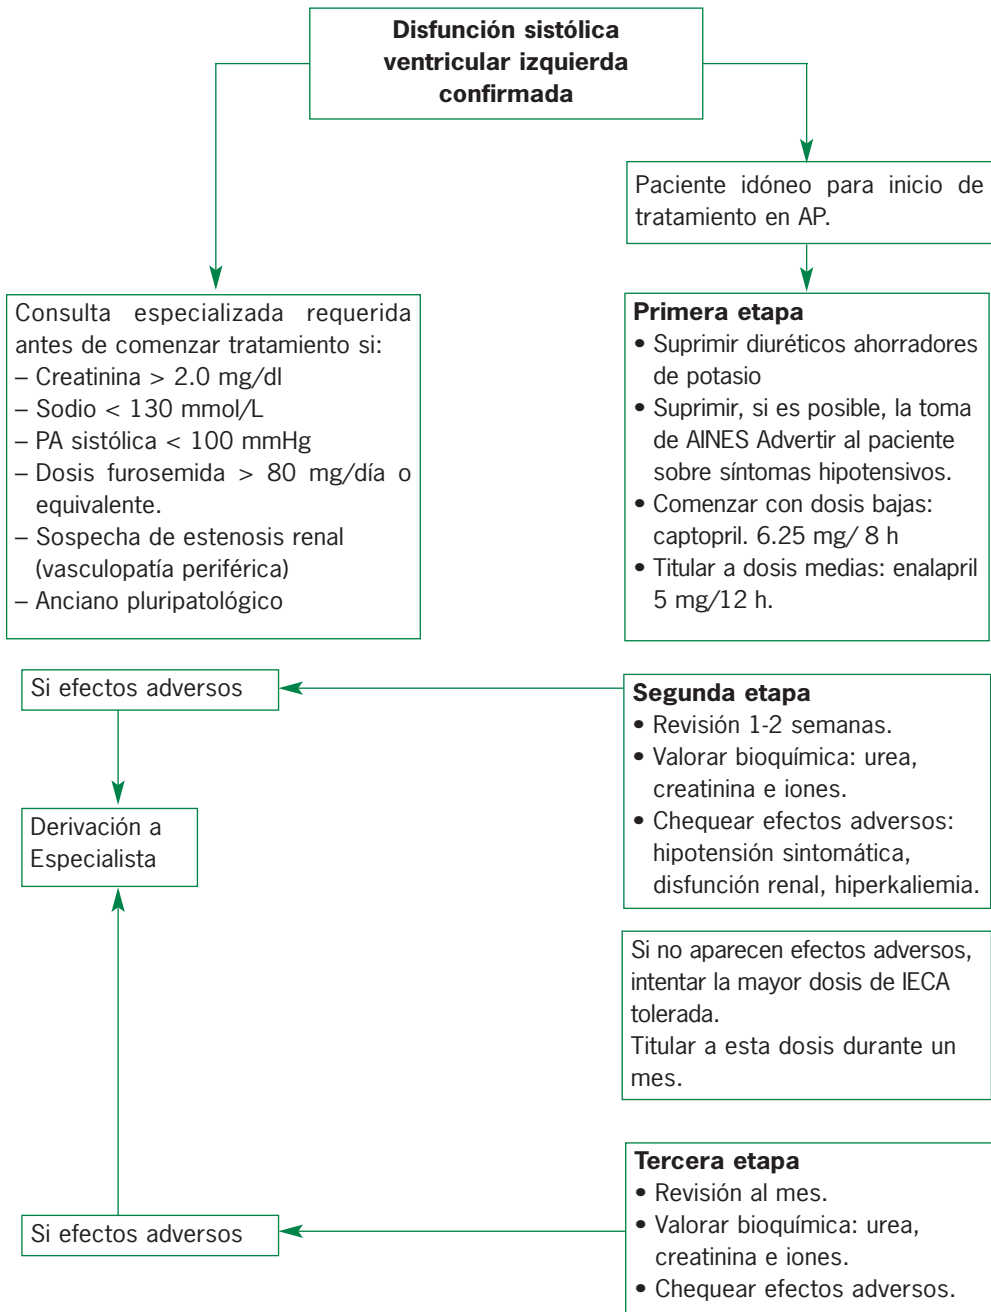 Disfunción sistólica
ventricular izquierda
confirmada
Paciente idóneo para inicio de
tratamiento en AP.
Consulta especializada requerida
antes de comenzar tratamiento si:
– Creatinina > 2.0 mg/dl
– Sodio < 130 mmol/L
– PA sistólica < 100 mmHg
– Dosis furosemida > 80 mg/día o
equivalente.
– Sospecha de estenosis renal
(vasculopatía periférica)
– Anciano pluripatológico
Primera etapa
• Suprimir diuréticos ahorradores
de potasio
• Suprimir, si es posible, la toma
de AINES Advertir al paciente
sobre síntomas hipotensivos.
• Comenzar con dosis bajas:
captopril. 6.25 mg/ 8 h
• Titular a dosis medias: enalapril
5 mg/12 h.
Si efectos adversos
Segunda etapa
• Revisión 1-2 semanas.
• Valorar bioquímica: urea,
creatinina e iones.
• Chequear efectos adversos:
hipotensión sintomática,
disfunción renal, hiperkaliemia.
Derivación a
Especialista
Si no aparecen efectos adversos,
intentar la mayor dosis de IECA
tolerada.
Titular a esta dosis durante un
mes.
Si efectos adversos
Tercera etapa
• Revisión al mes.
• Valorar bioquímica: urea,
creatinina e iones.
• Chequear efectos adversos.